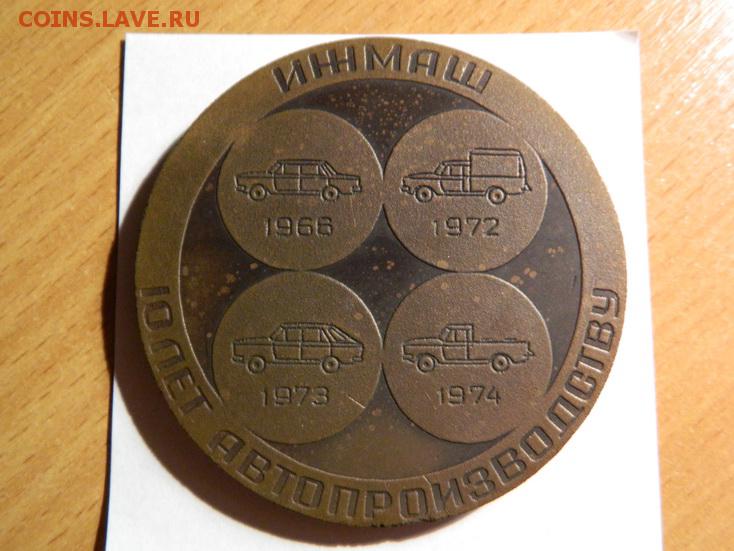 COINS.LAVE.RU
ИЖМАШ
1966
1972
1973
1974
10 ЛЕТ АВТОПРОИЗВОДСТВУ